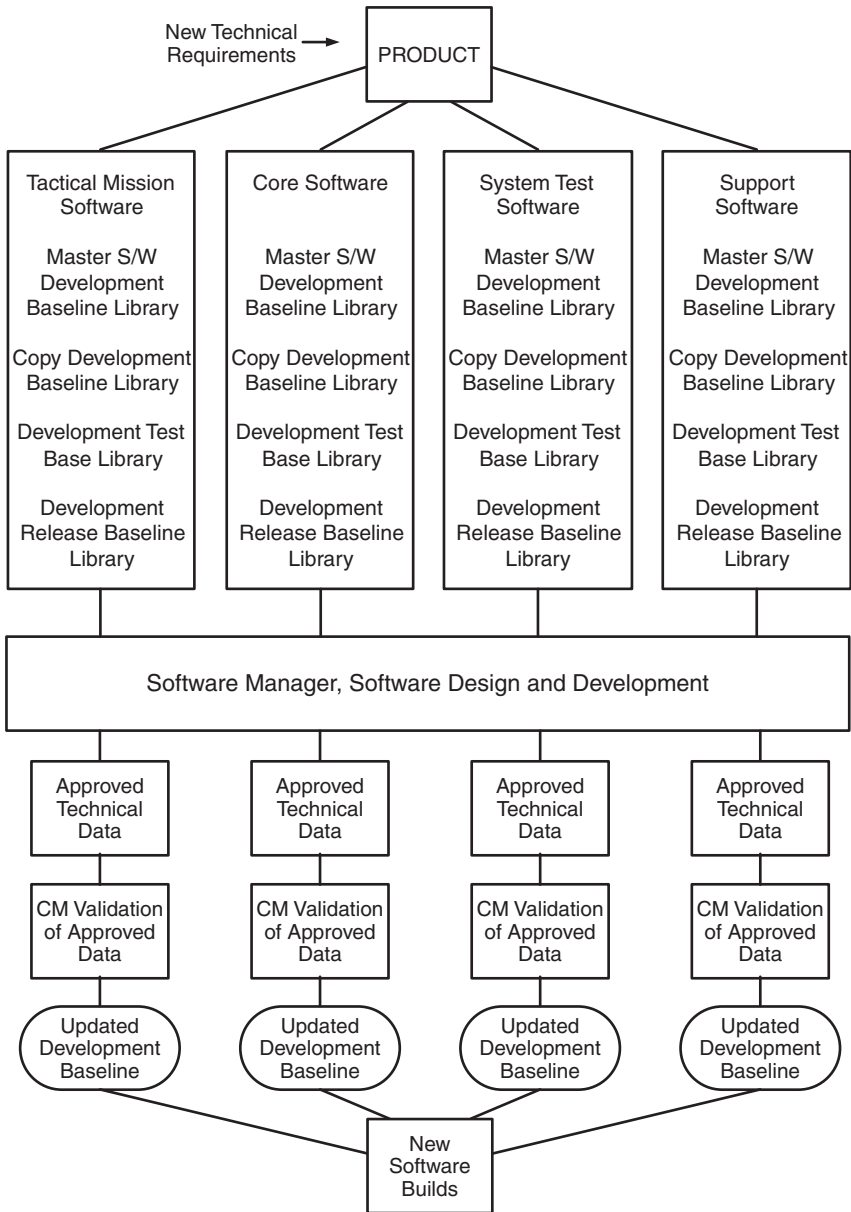 New Technical
Requirements
PRODUCT
Tactical Mission
Software
Master S/W
Development
Baseline Library
Copy Development
Baseline Library
Development Test
Base Library
Development
Release Baseline
Library
Core Software
Master S/W
Development
Baseline Library
Copy Development
Baseline Library
Development Test
Base Library
Development
Release Baseline
Library
System Test
Software
Master S/W
Development
Baseline Library
Copy Development
Baseline Library
Development Test
Base Library
Development
Release Baseline
Library
Support
Software
Master S/W
Development
Baseline Library
Copy Development
Baseline Library
Development Test
Base Library
Development
Release Baseline
Library
Software Manager, Software Design and Development
Approved
Technical
Data
Approved
Technical
Data
Approved
Technical
Data
Approved
Technical
Data
CM Validation
of Approved
Data
CM Validation
of Approved
Data
CM Validation
of Approved
Data
CM Validation
of Approved
Data
Updated
Development
Baseline
Updated
Development
Baseline
Updated
Development
Baseline
Updated
Development
Baseline
New
Software
Builds